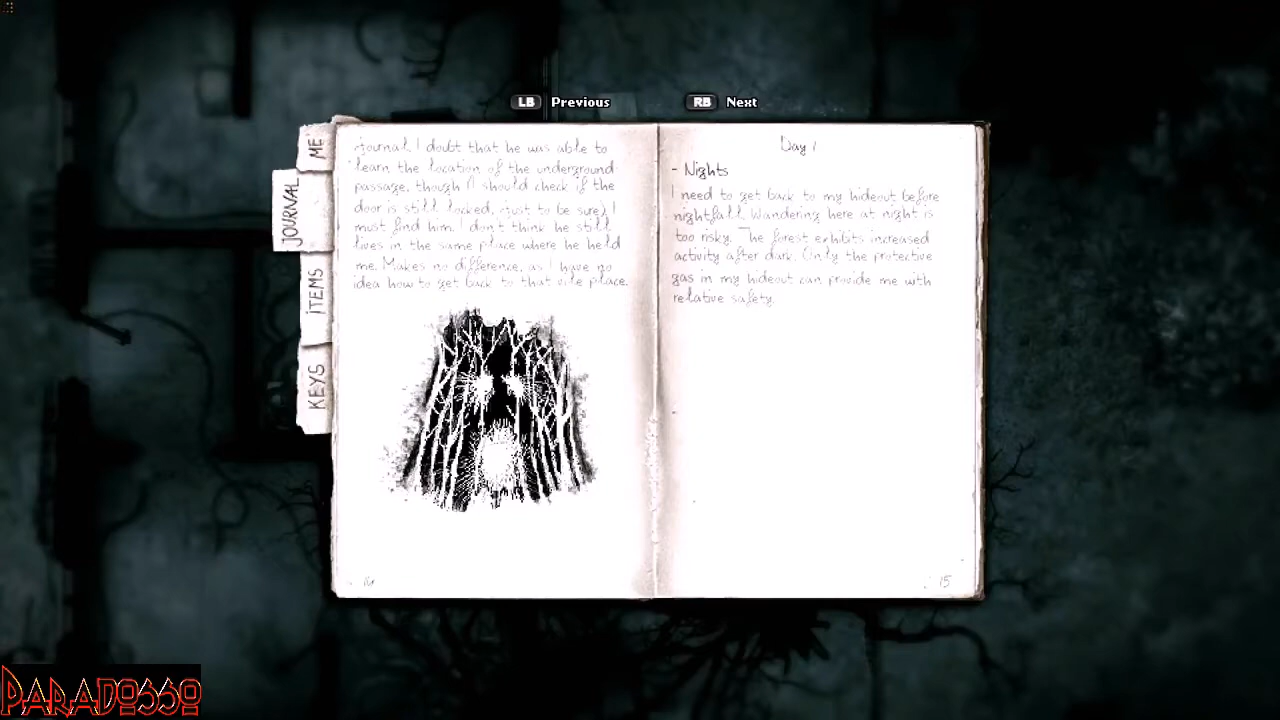 LB Previous
RB Next
ME
JOURNAL
ITEMS
KEYS
journal. I doubt that he was able to
learn the location of the underground
passage, though (I should check if the
door is still locked, just to be sure) I
must find him. I don't think he still
lives in the same place where he held
me. Makes no difference, as I have no
idea how to get back to that vile place.
Day 1
- Nights
I need to get back to my hideout before
nightfall. Wandering here at night is
too risky. The forest exhibits increased
activity after dark. Only the protective
gas in my hideout can provide me with
relative safety.
15
PARADOSSO